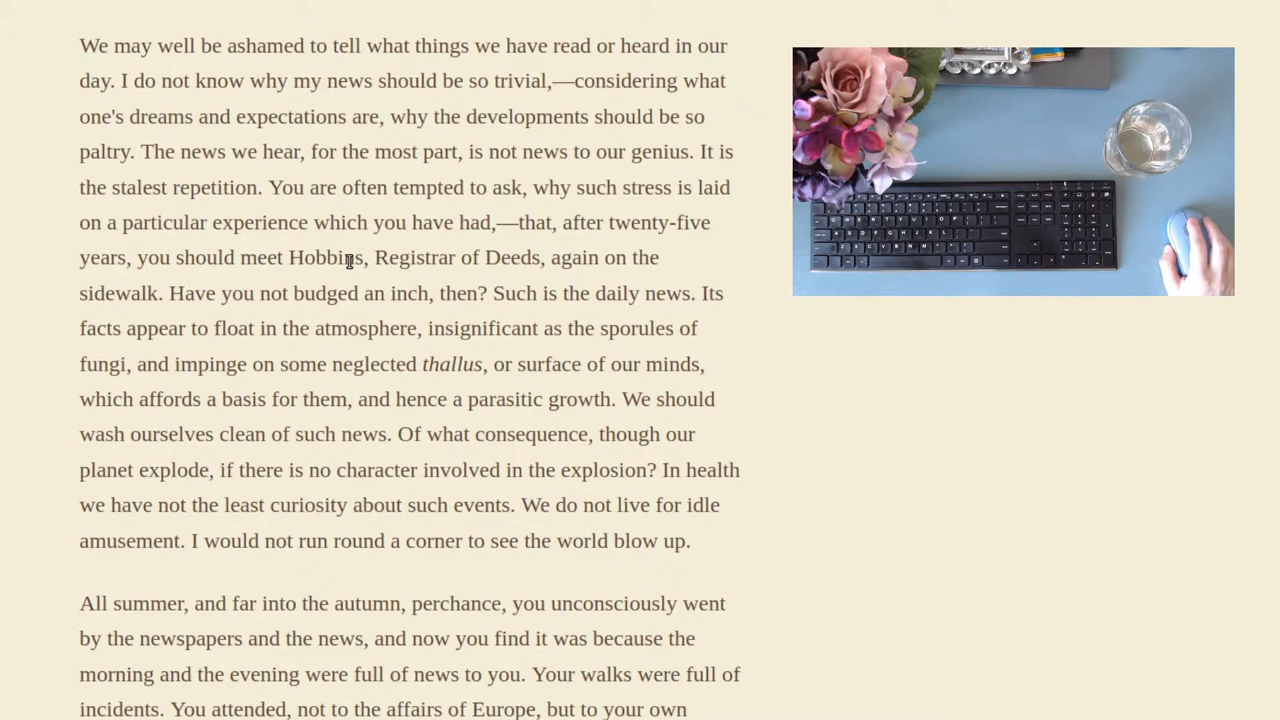 We may well be ashamed to tell what things we have read or heard in our
day. I do not know why my news should be so trivial,—considering what
one's dreams and expectations are, why the developments should be so
paltry. The news we hear, for the most part, is not news to our genius. It is
the stalest repetition. You are often tempted to ask, why such stress is laid
on a particular experience which you have had,—that, after twenty-five
years, you should meet Hobbins, Registrar of Deeds, again on the
sidewalk. Have you not budged an inch, then? Such is the daily news. Its
facts appear to float in the atmosphere, insignificant as the sporules of
fungi, and impinge on some neglected thallus, or surface of our minds,
which affords a basis for them, and hence a parasitic growth. We should
wash ourselves clean of such news. Of what consequence, though our
planet explode, if there is no character involved in the explosion? In health
we have not the least curiosity about such events. We do not live for idle
amusement. I would not run round a corner to see the world blow up.
All summer, and far into the autumn, perchance, you unconsciously went
by the newspapers and the news, and now you find it was because the
morning and the evening were full of news to you. Your walks were full of
incidents. You attended, not to the affairs of Europe, but to your own